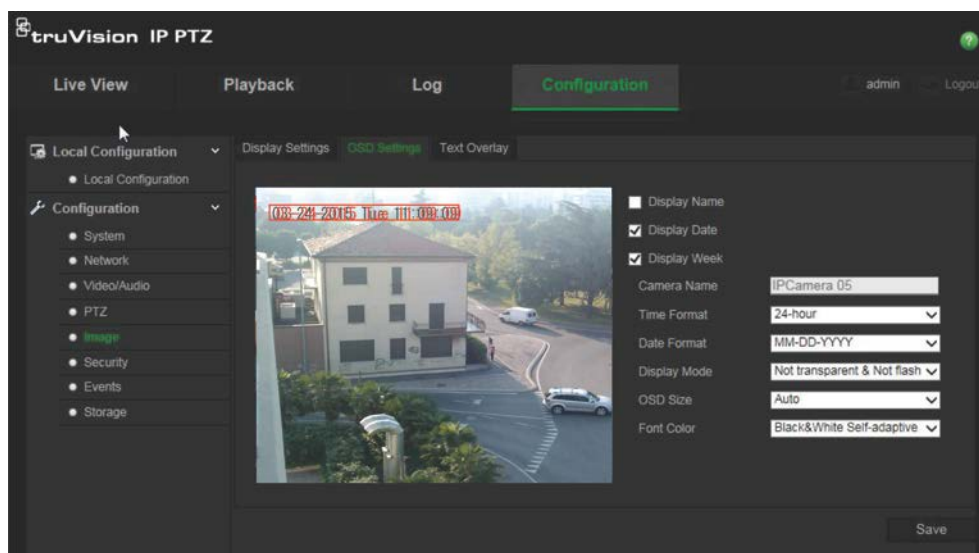 truVision IP PTZ
?
Live View Playback Log Configuration admin Logou
Local Configuration
Local Configuration
Configuration
System
Network
Video/Audio
PTZ
Image
Security
Events
Storage
Display Settings OSD Settings Text Overlay
03-24-2015 Tue 11:09:09
Display Name
Display Date
Display Week
Camera Name IPCamera 05
Time Format 24-hour
Date Format MM-DD-YYYY
Display Mode Not transparent & Not flash
OSD Size Auto
Font Color Black&White Self-adaptive
Save